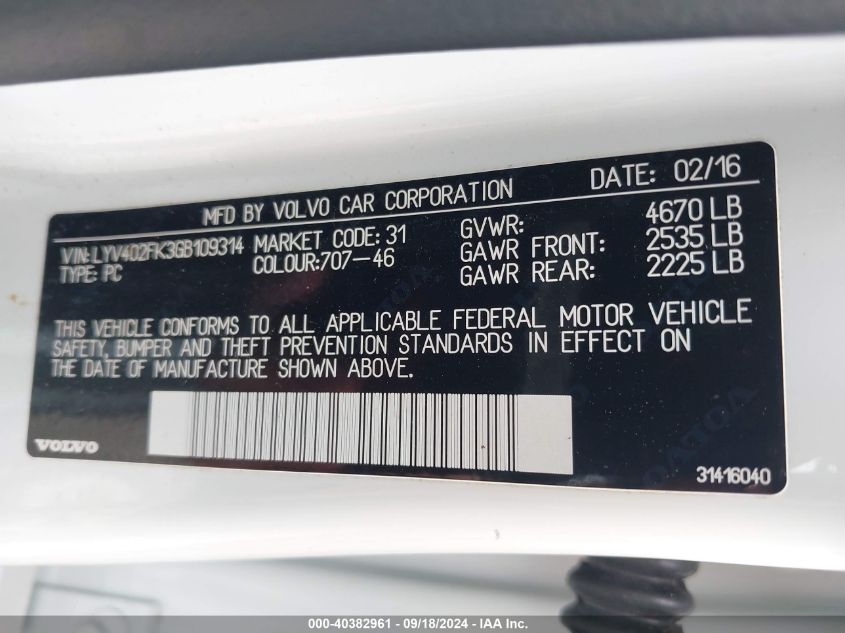 MFD BY VOLVO CAR CORPORATION DATE: 02/16
VIN: LYV402FK3GB109314 MARKET CODE: 31 GVWR: 4670 LB
TYPE: PC COLOUR:707-46 GAWR FRONT: 2535 LB
GAWR REAR: 2225 LB
THIS VEHICLE CONFORMS TO ALL APPLICABLE FEDERAL MOTOR VEHICLE
SAFETY, BUMPER AND THEFT PREVENTION STANDARDS IN EFFECT ON
THE DATE OF MANUFACTURE SHOWN ABOVE.
VOLVO
31416040
000-40382961 - 09/18/2024 - IAA Inc.